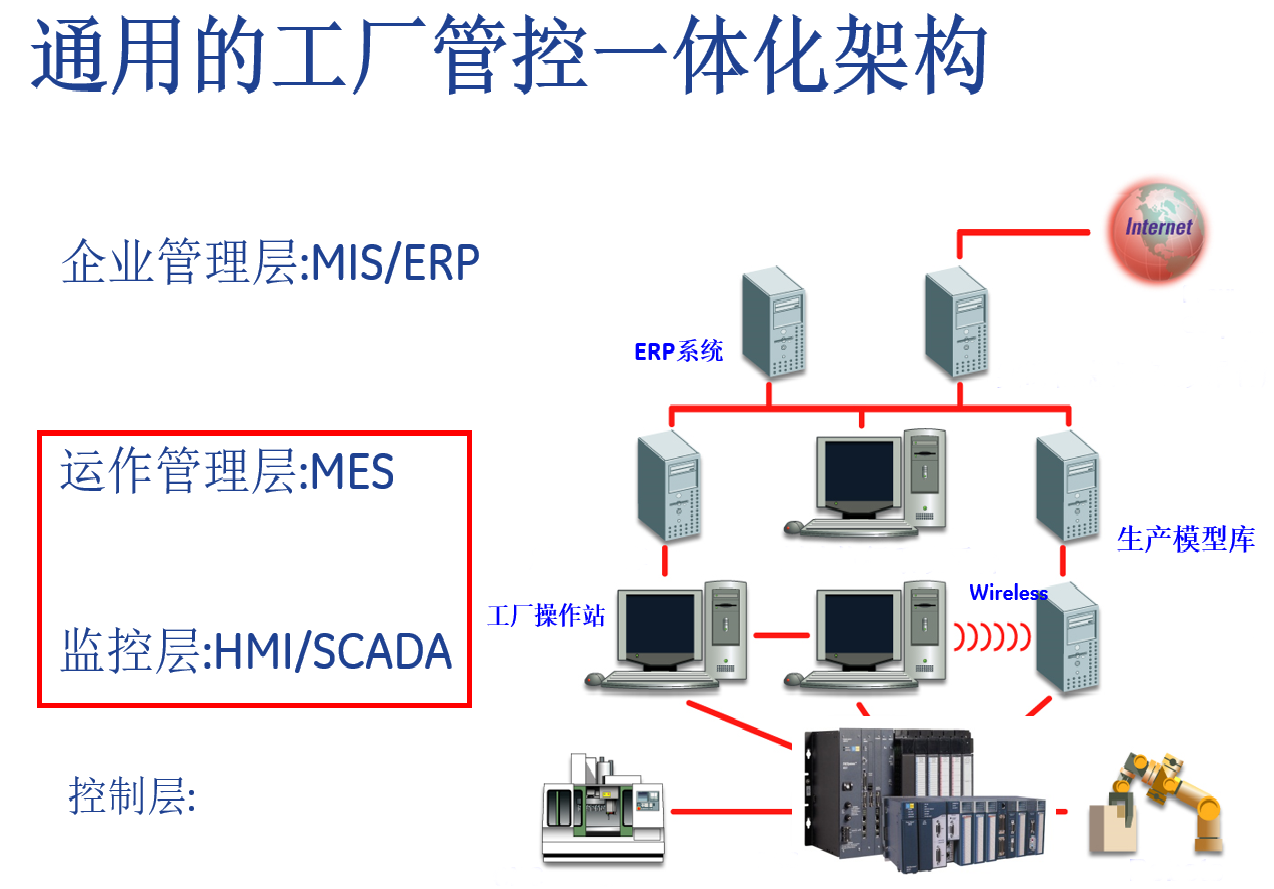 通用的工厂管控一体化架构
Internet
企业管理层:MIS/ERP
ERP系统
运作管理层:MES
生产模型库
Wireless
工厂操作站
监控层:HMI/SCADA
控制层: